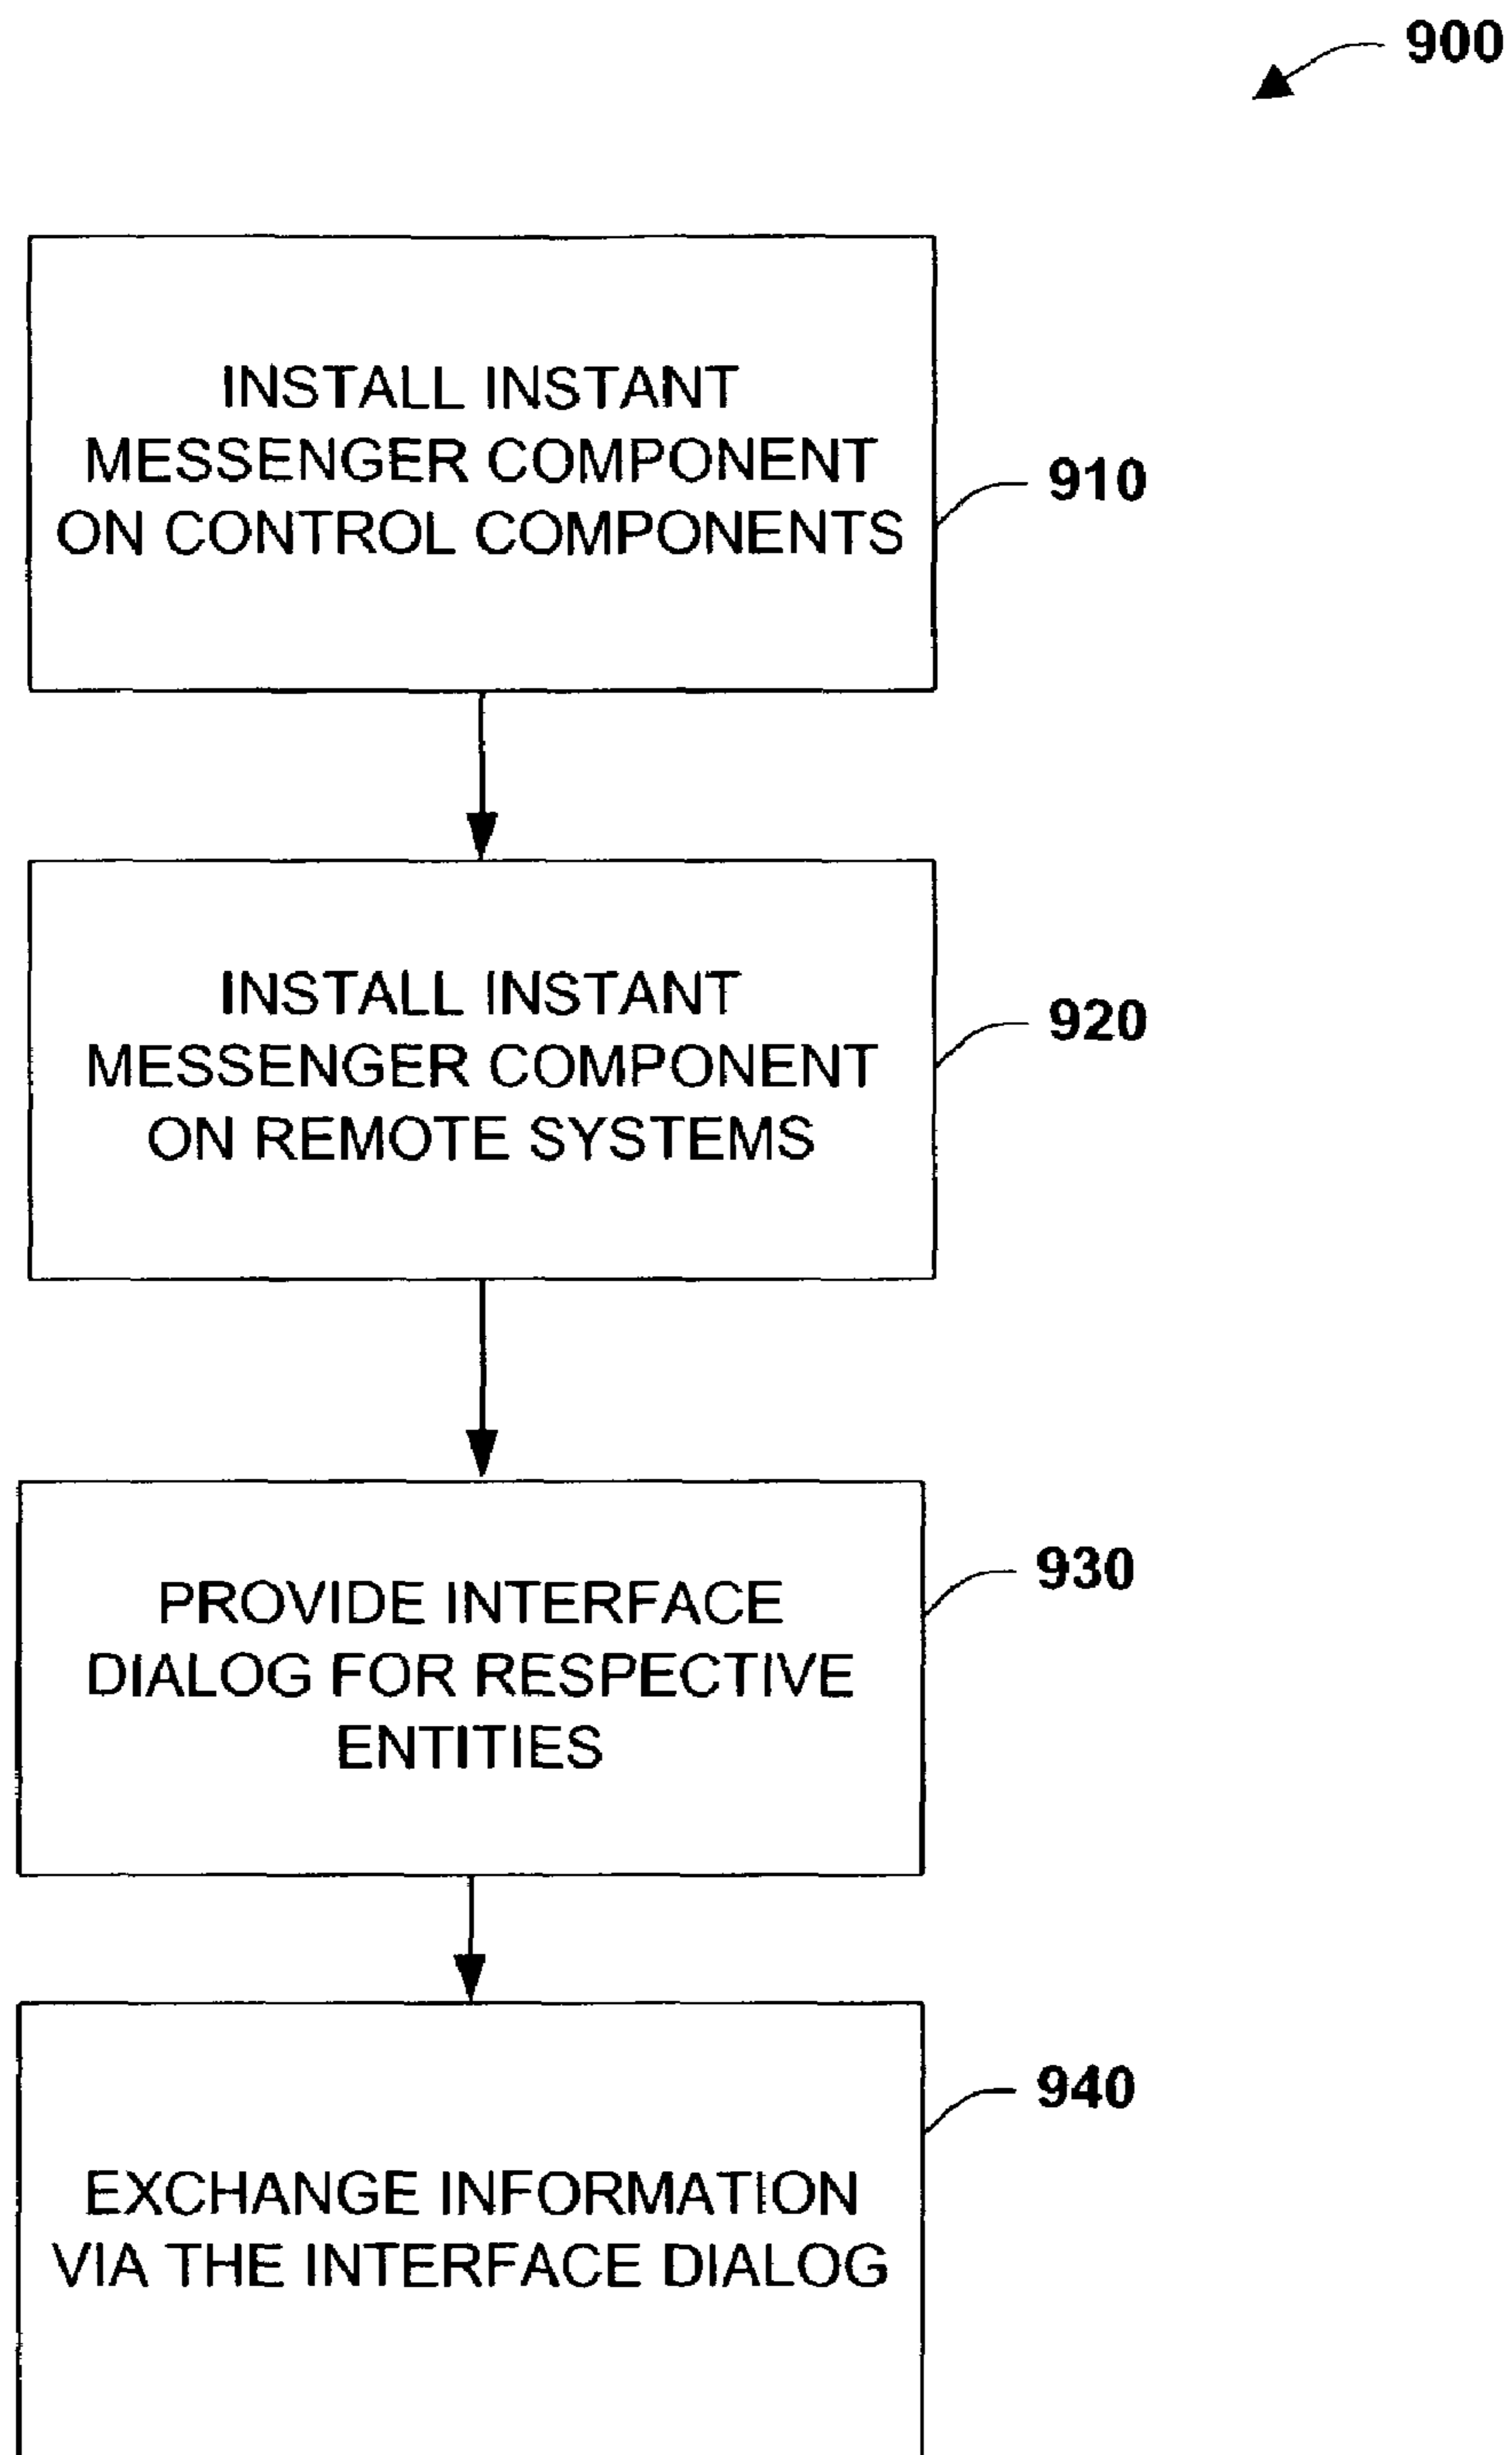 900
INSTALL INSTANT
MESSENGER COMPONENT
ON CONTROL COMPONENTS
910
INSTALL INSTANT
MESSENGER COMPONENT
ON REMOTE SYSTEMS
920
PROVIDE INTERFACE
DIALOG FOR RESPECTIVE
ENTITIES
930
EXCHANGE INFORMATION
VIA THE INTERFACE DIALOG
940